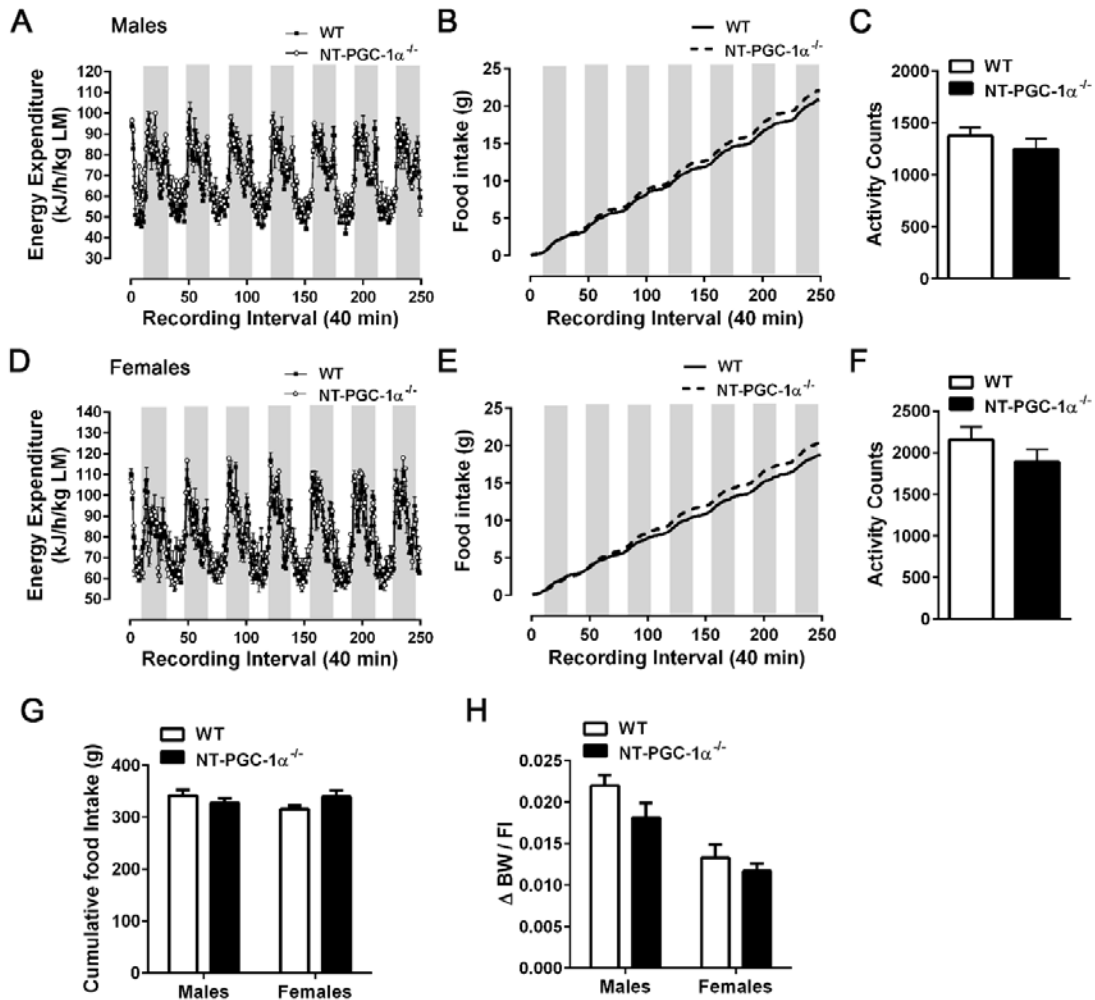 A
Males
WT
NT-PGC-1α-/-
Energy Expenditure
(kJ/h/kg LM)
120
110
100
90
80
70
60
50
40
30
0 50 100 150 200 250
Recording Interval (40 min)
B
WT
NT-PGC-1α-/-
Food intake (g)
25
20
15
10
5
0
0 50 100 150 200 250
Recording Interval (40 min)
C
WT
NT-PGC-1α-/-
Activity Counts
2000
1500
1000
500
0
D
Females
WT
NT-PGC-1α-/-
Energy Expenditure
(kJ/h/kg LM)
140
130
120
110
100
90
80
70
60
50
0 50 100 150 200 250
Recording Interval (40 min)
E
WT
NT-PGC-1α-/-
Food intake (g)
25
20
15
10
5
0
0 50 100 150 200 250
Recording Interval (40 min)
F
WT
NT-PGC-1α-/-
Activity Counts
2500
2000
1500
1000
500
0
G
WT
NT-PGC-1α-/-
Cumulative food Intake (g)
400
300
200
100
0
Males Females
H
WT
NT-PGC-1α-/-
Δ BW / FI
0.025
0.020
0.015
0.010
0.005
0.000
Males Females